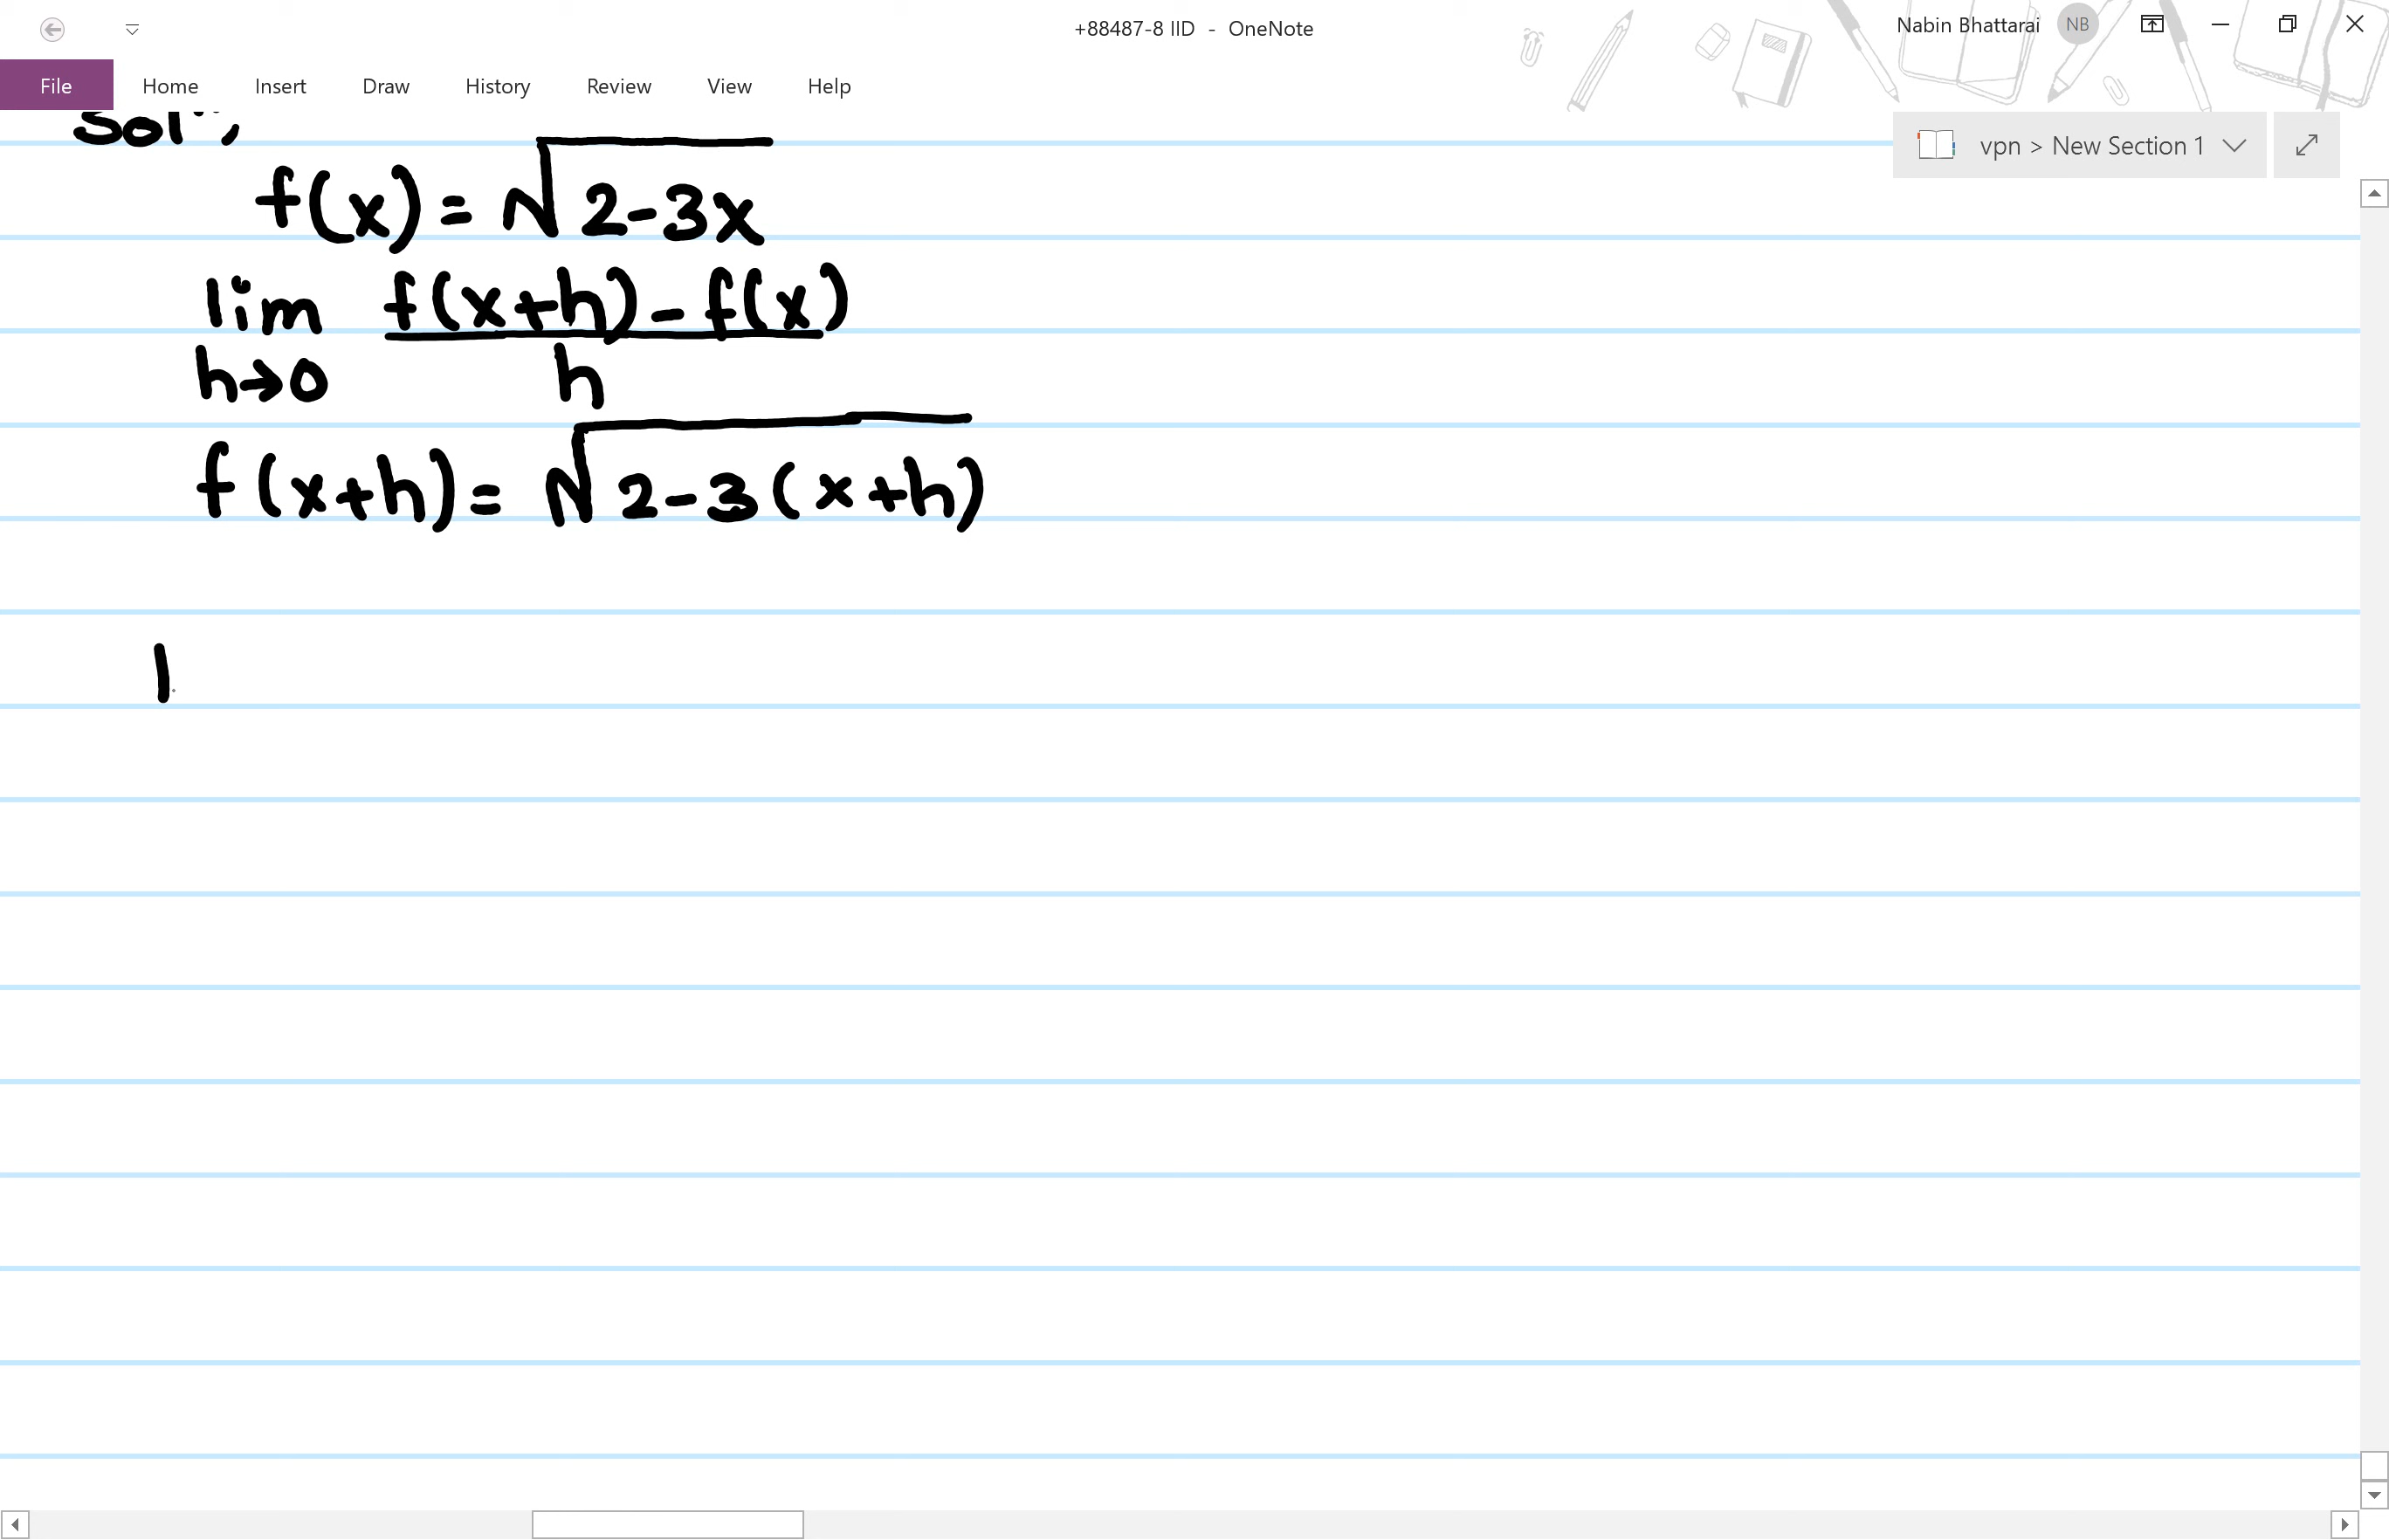 +88487-8 IID - OneNote
Nabin Bhattarai NB
File Home Insert Draw History Review View Help
vpn > New Section 1
f(x) = √2-3x
lim f(x+h) - f(x)
h→0 h
f(x+h) = √2-3(x+h)